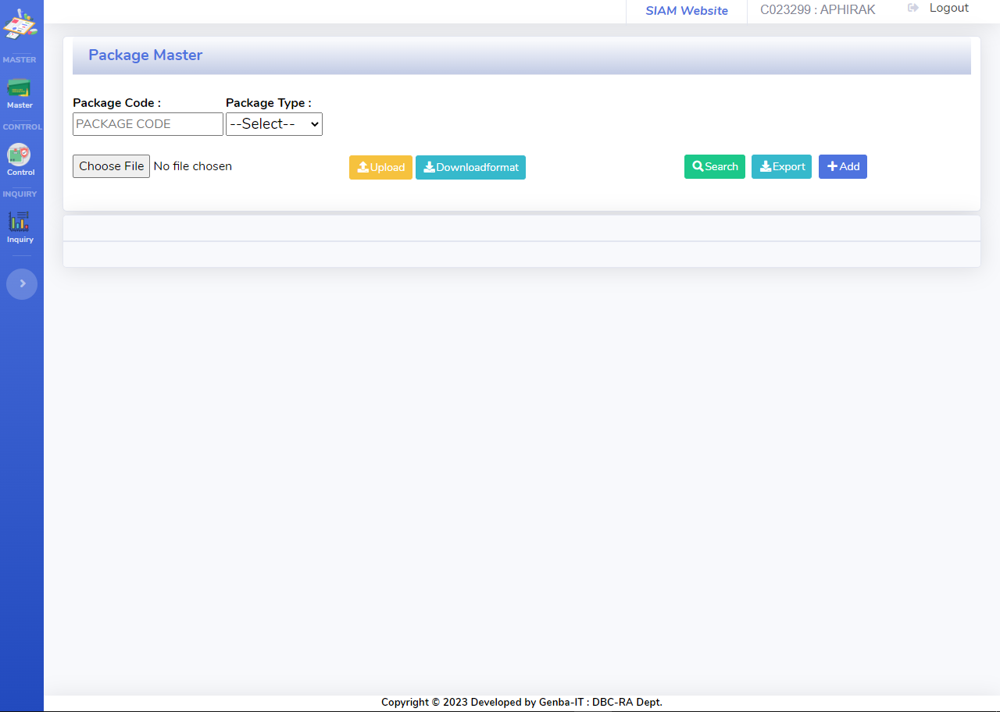 SIAM Website
C023299 : APHIRAK
Logout
MASTER
Master
CONTROL
Control
INQUIRY
Inquiry
Package Master
Package Code :
Package Type :
PACKAGE CODE
--Select--
Choose File No file chosen
Upload
Downloadformat
Search
Export
Add
Copyright © 2023 Developed by Genba-IT : DBC-RA Dept.